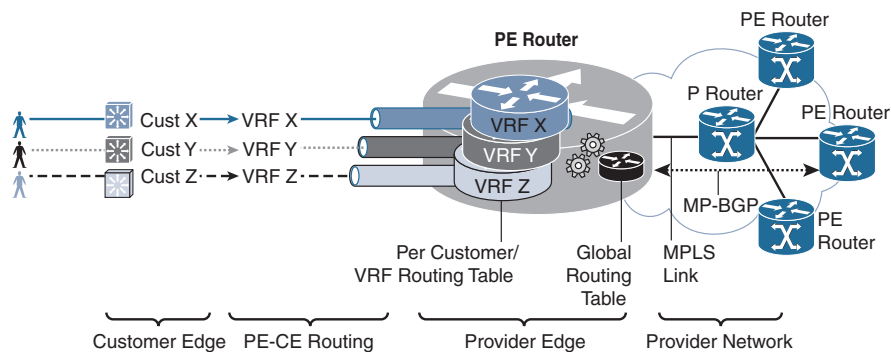 PE Router
PE Router
P Router
PE Router
Cust X
VRF X
VRF X
Cust Y
VRF Y
VRF Y
Cust Z
VRF Z
VRF Z
MP-BGP
PE
Router
Per Customer/
VRF Routing Table
Global
Routing
Table
MPLS
Link
Customer Edge
PE-CE Routing
Provider Edge
Provider Network